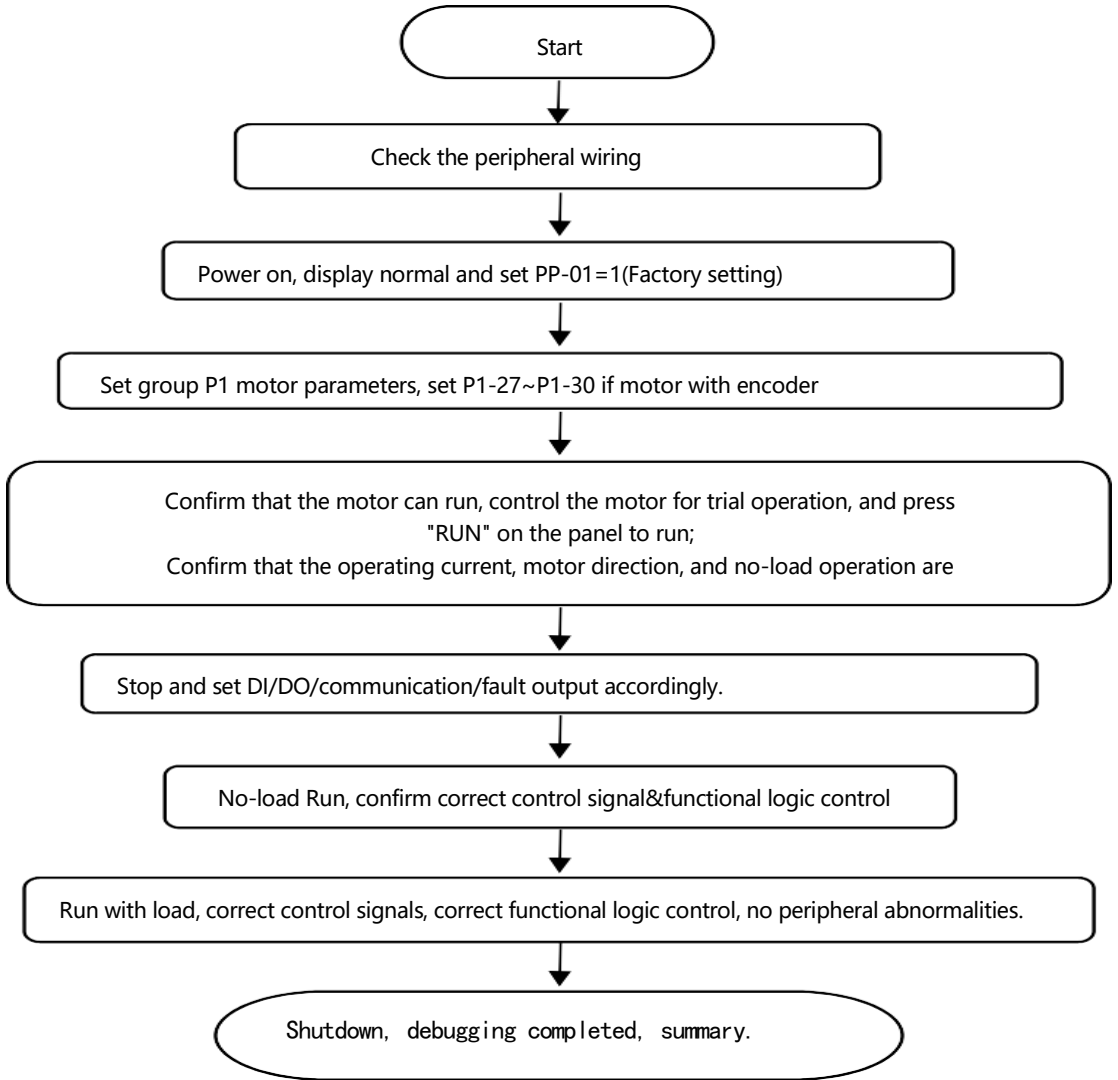 Start
Check the peripheral wiring
Power on, display normal and set PP-01=1(Factory setting)
Set group P1 motor parameters, set P1-27~P1-30 if motor with encoder
Confirm that the motor can run, control the motor for trial operation, and press
"RUN" on the panel to run;
Confirm that the operating current, motor direction, and no-load operation are
Stop and set DI/DO/communication/fault output accordingly.
No-load Run, confirm correct control signal&functional logic control
Run with load, correct control signals, correct functional logic control, no peripheral abnormalities.
Shutdown, debugging completed, summary.